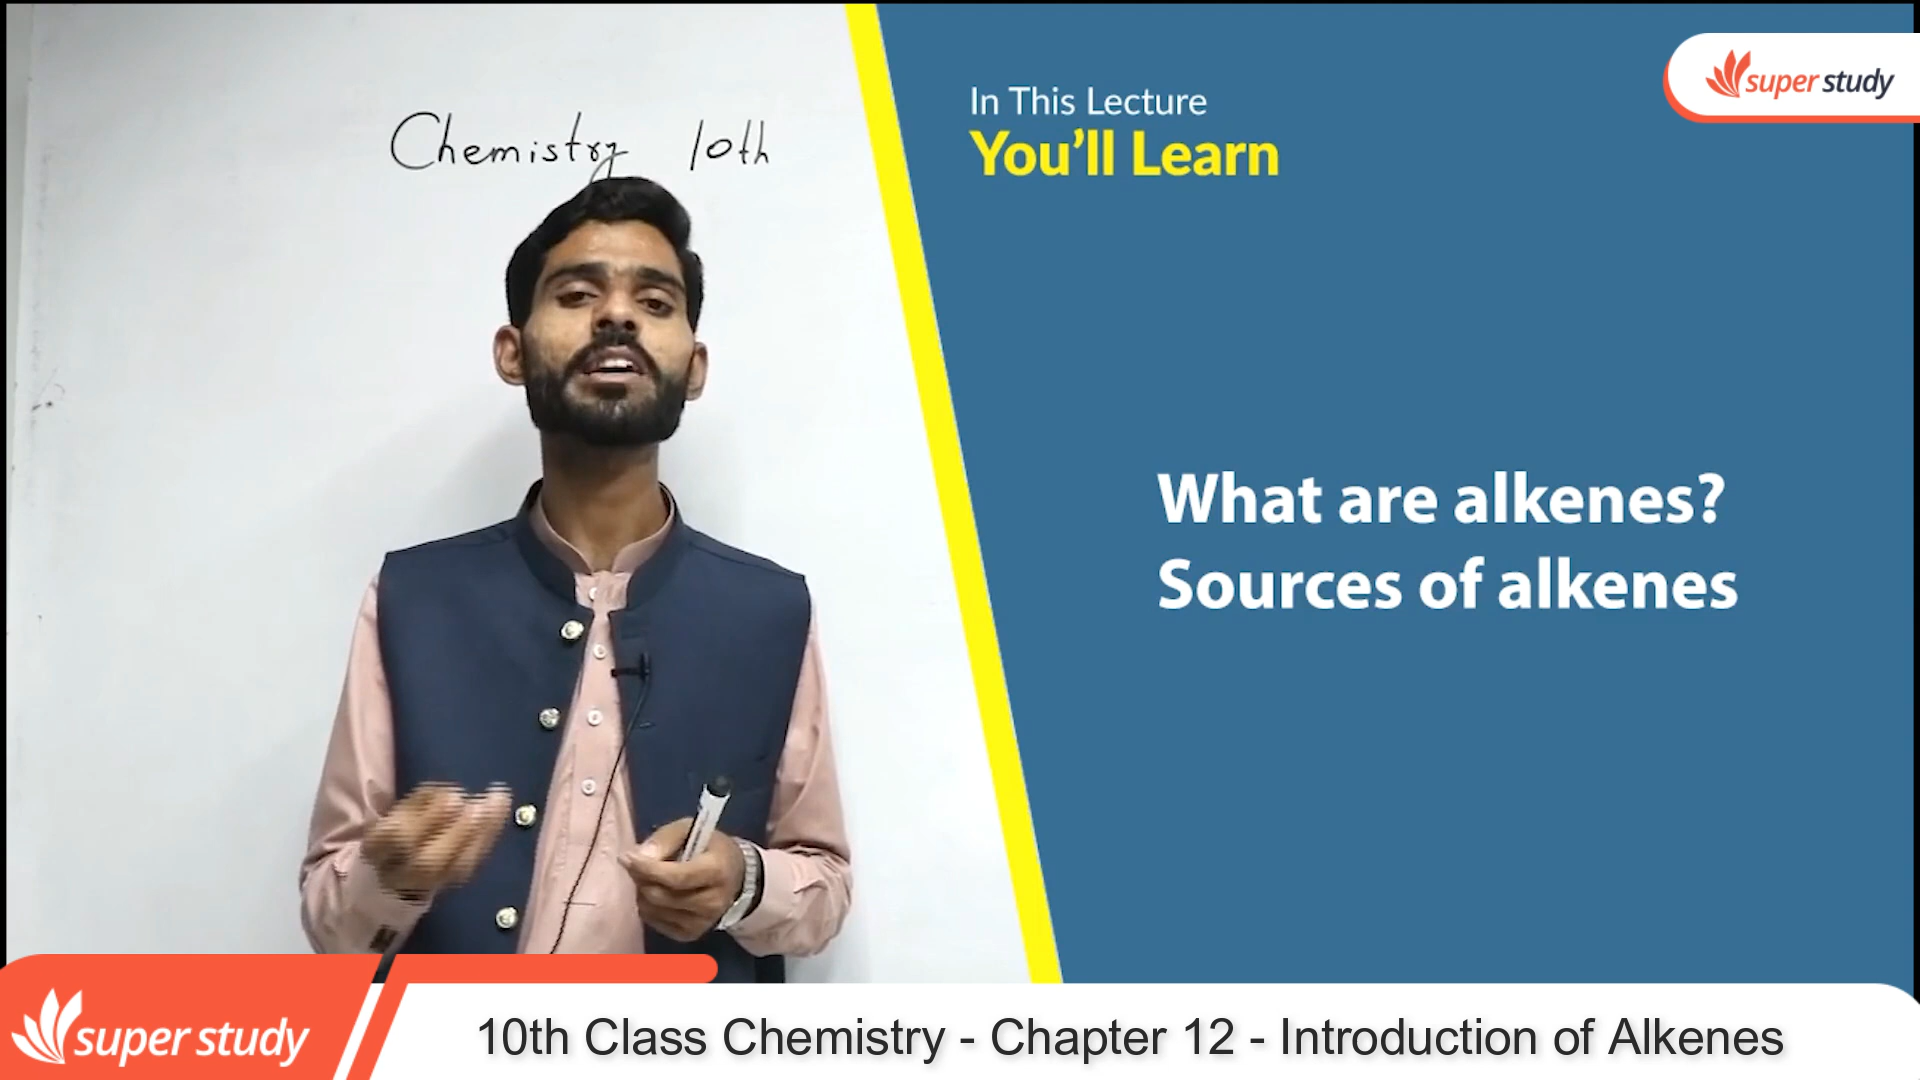 Chemistry 10th
In This Lecture
You'll Learn
super study
What are alkenes?
Sources of alkenes
super study
10th Class Chemistry - Chapter 12 - Introduction of Alkenes